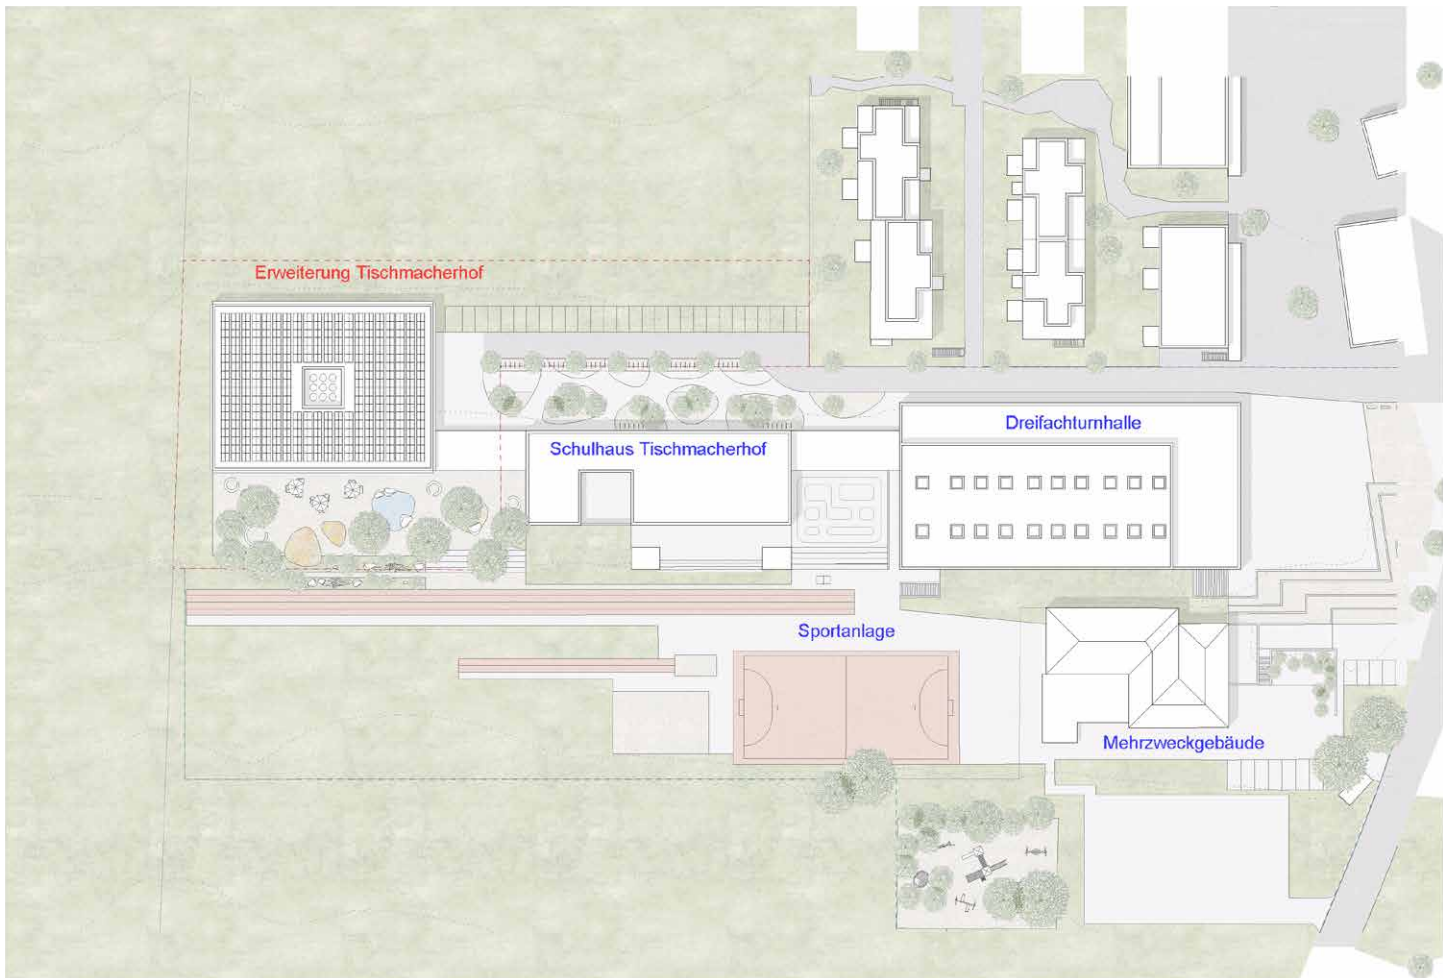 Erweiterung Tischmacherhof
Dreifachturnhalle
Schulhaus Tischmacherhof
Sportanlage
Mehrzweckgebäude